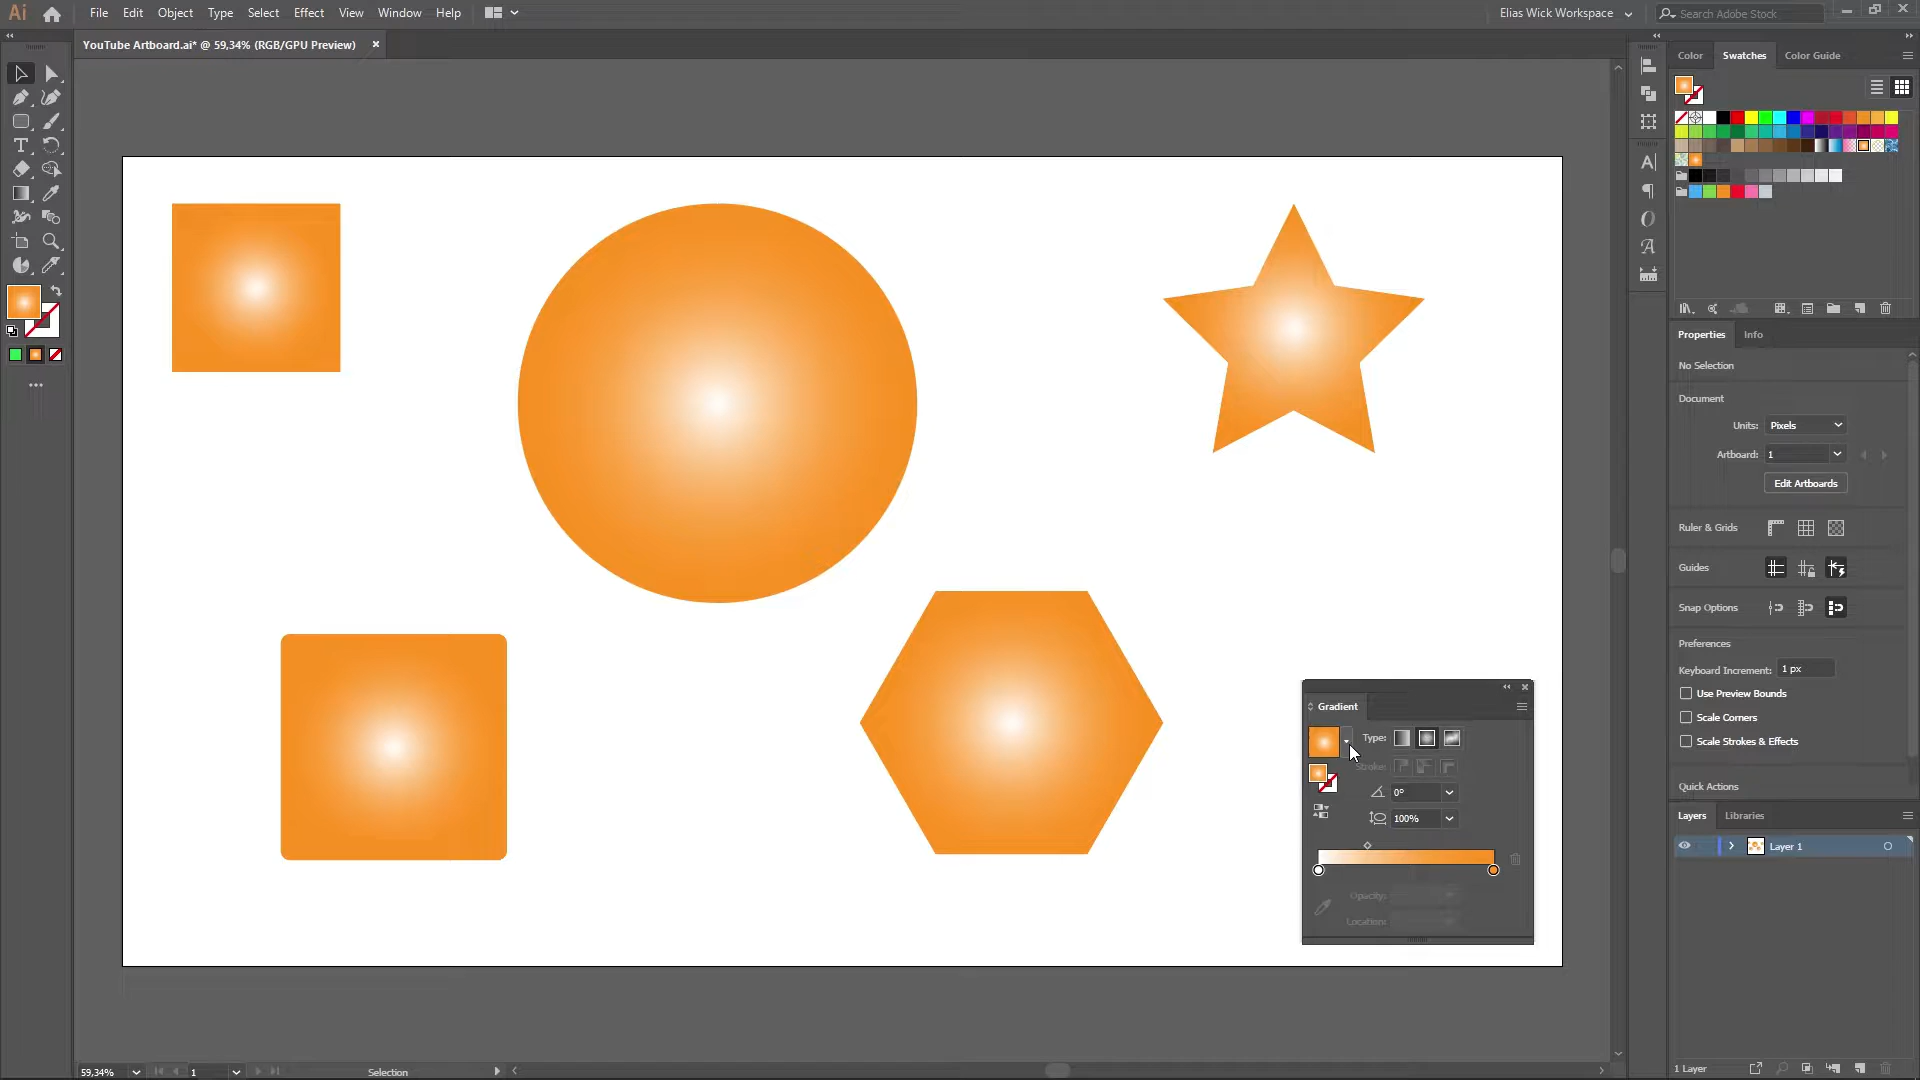 Ai File Edit Object Type Select Effect View Window Help Elias Wick Workspace Search Adobe Stock
YouTube Artboard.ai* @ 59,34% (RGB/GPU Preview) ×
Color Swatches Color Guide
Properties Info
No Selection
Document
Units: Pixels
Artboard: 1
Edit Artboards
Ruler & Grids
Guides
Snap Options
Preferences
Keyboard Increment: 1 px
Use Preview Bounds
Scale Corners
Scale Strokes & Effects
Quick Actions
Gradient
Type:
Stroke:
0°
100%
Opacity:
Location:
Layers Libraries
Layer 1
59,34% 1 Selection
1 Layer